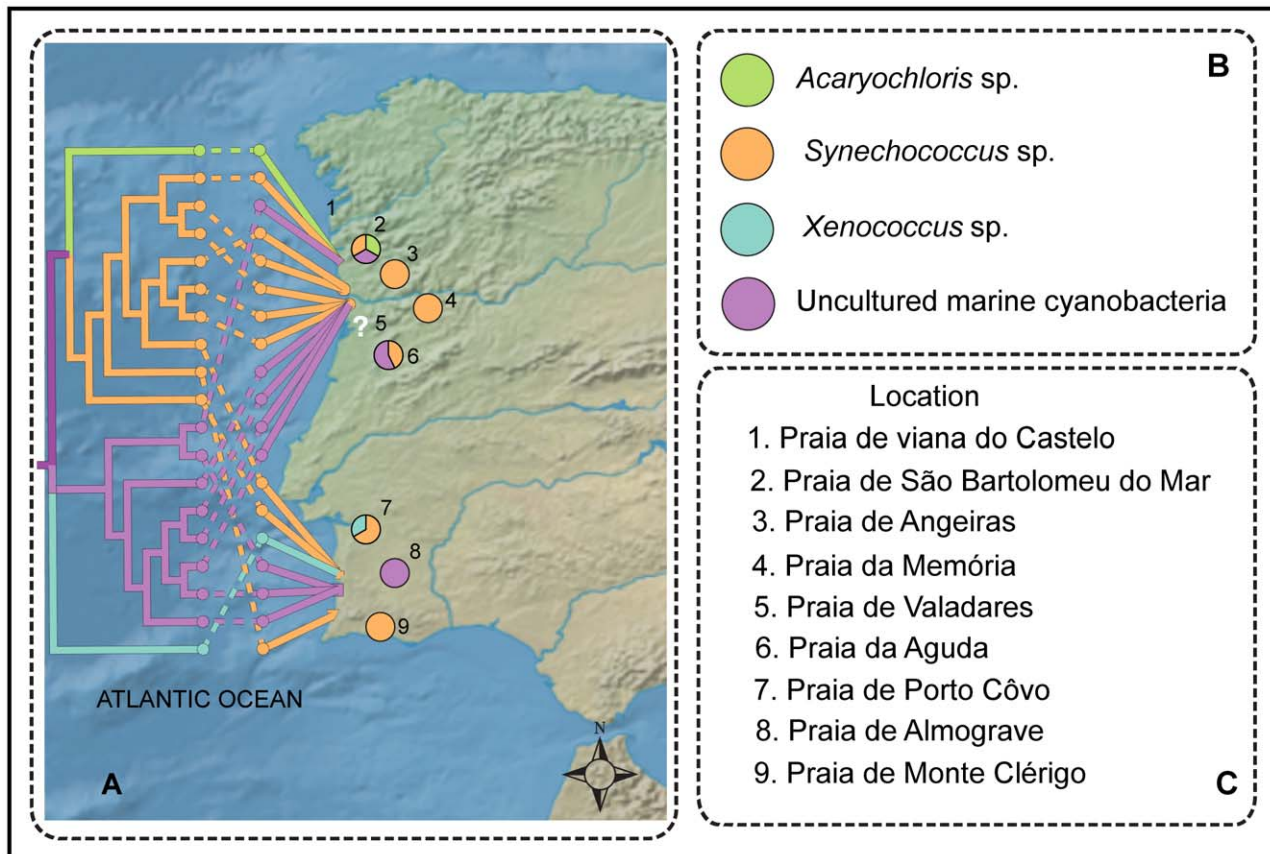 1
2
3
4
?
5
6
7
8
9
ATLANTIC OCEAN
N
A
B
Acaryochloris sp.
Synechococcus sp.
Xenococcus sp.
Uncultured marine cyanobacteria
Location
1. Praia de viana do Castelo
2. Praia de São Bartolomeu do Mar
3. Praia de Angeiras
4. Praia da Memória
5. Praia de Valadares
6. Praia da Aguda
7. Praia de Porto Côvo
8. Praia de Almograve
9. Praia de Monte Clérigo
C